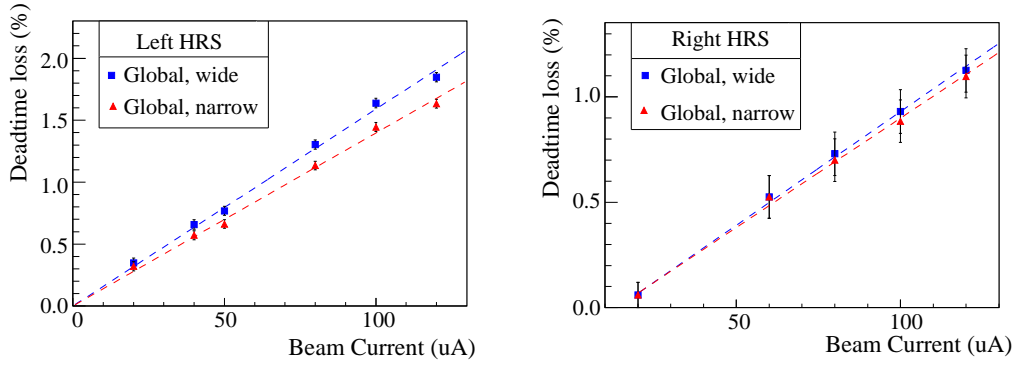 Deadtime loss (%)
Left HRS
Global, wide
Global, narrow
2.0
1.5
1.0
0.5
0.0
0
50
100
Beam Current (uA)
Deadtime loss (%)
Right HRS
Global, wide
Global, narrow
1.0
0.5
0.0
50
100
Beam Current (uA)